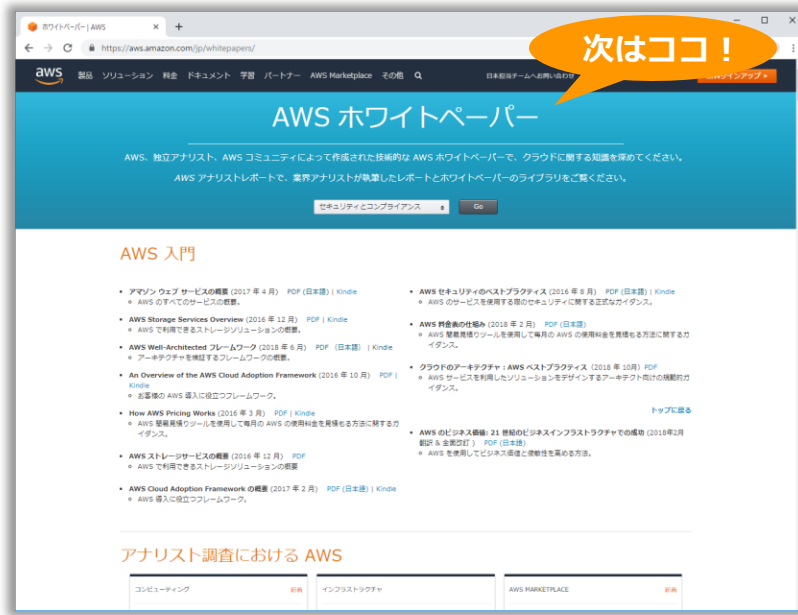 ホワイトペーパー | AWS
https://aws.amazon.com/jp/whitepapers/
次はココ!
aws 製品 ソリューション 料金 ドキュメント 学習 パートナー AWS Marketplace その他 日本担当チームへお問い合わせ
AWS ホワイトペーパー
AWS、独立アナリスト、AWS コミュニティによって作成された技術的な AWS ホワイトペーパーで、クラウドに関する知識を深めてください。
AWS アナリストレポートで、業界アナリストが執筆したレポートとホワイトペーパーのライブラリをご覧ください。
セキュリティとコンプライアンス Go
AWS 入門
アマゾン ウェブ サービスの概要 (2017 年 4 月) PDF (日本語) | Kindle
AWS のすべてのサービスの概要。
AWS Storage Services Overview (2016 年 12 月) PDF | Kindle
AWS で利用できるストレージソリューションの概要。
AWS Well-Architected フレームワーク (2018 年 6 月) PDF (日本語) | Kindle
アーキテクチャを検証するフレームワークの概要。
An Overview of the AWS Cloud Adoption Framework (2016 年 10 月) PDF |
Kindle
お客様の AWS 導入に役立つフレームワーク。
How AWS Pricing Works (2016 年 3 月) PDF | Kindle
AWS 簡易見積りツールを使用して毎月の AWS の使用料金を見積もる方法に関するガ
イダンス。
AWS ストレージサービスの概要 (2016 年 12 月) PDF
AWS で利用できるストレージソリューションの概要
AWS Cloud Adoption Framework の概要 (2017 年 2 月) PDF (日本語) | Kindle
AWS 導入に役立つフレームワーク。
AWS セキュリティのベストプラクティス (2016 年 8 月) PDF (日本語) | Kindle
AWS のサービスを使用する際のセキュリティに関する正式なガイダンス。
AWS 料金表の仕組み (2018 年 2 月) PDF (日本語)
AWS 簡易見積りツールを使用して毎月の AWS の使用料金を見積もる方法に関するガ
イダンス。
クラウドのアーキテクチャ : AWS ベストプラクティス (2018 年 10月) PDF
AWS サービスを利用したソリューションをデザインするアーキテクト向けの規範的ガ
イダンス。
トップに戻る
AWS のビジネス価値: 21 世紀のビジネスインフラストラクチャでの成功 (2018年2月
翻訳 & 全面改訂 ) PDF (日本語)
AWS を使用してビジネス価値と俊敏性を高める方法。
アナリスト調査における AWS
コンピューティング 新着
インフラストラクチャ
AWS MARKETPLACE 新着